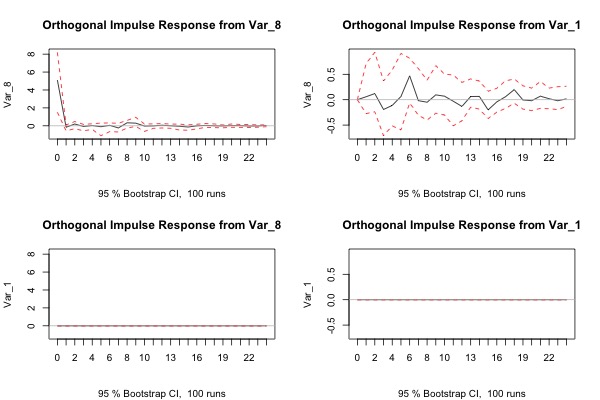 Orthogonal Impulse Response from Var_8
Var_8
8
6
4
2
0
0 2 4 6 8 10 13 16 19 22
95 % Bootstrap CI, 100 runs
Orthogonal Impulse Response from Var_1
Var_8
0.5
0.0
-0.5
0 2 4 6 8 10 13 16 19 22
95 % Bootstrap CI, 100 runs
Orthogonal Impulse Response from Var_8
Var_1
8
6
4
2
0
0 2 4 6 8 10 13 16 19 22
95 % Bootstrap CI, 100 runs
Orthogonal Impulse Response from Var_1
Var_1
0.5
0.0
-0.5
0 2 4 6 8 10 13 16 19 22
95 % Bootstrap CI, 100 runs